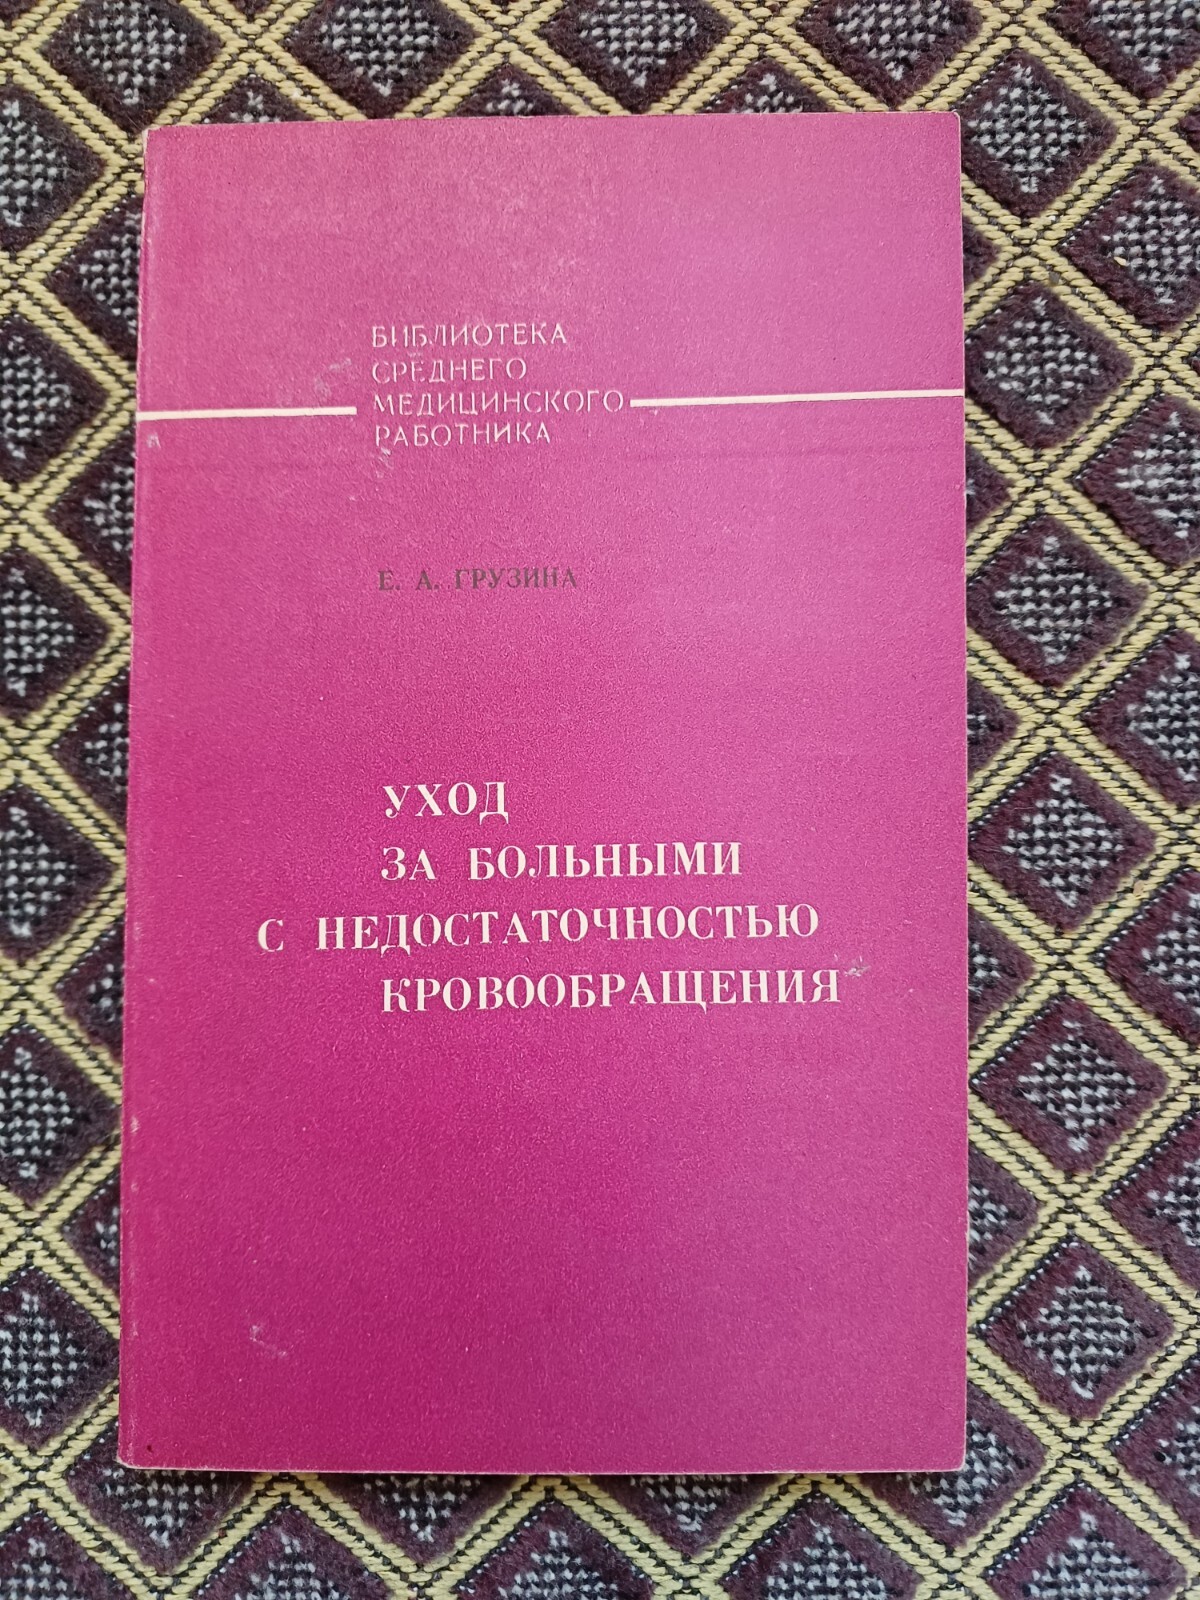 БИБЛИОТЕКА
СРЕДНЕГО
МЕДИЦИНСКОГО
РАБОТНИКА
Е. А. ГРУЗИНА
УХОД
ЗА БОЛЬНЫМИ
С НЕДОСТАТОЧНОСТЬЮ
КРОВООБРАЩЕНИЯ